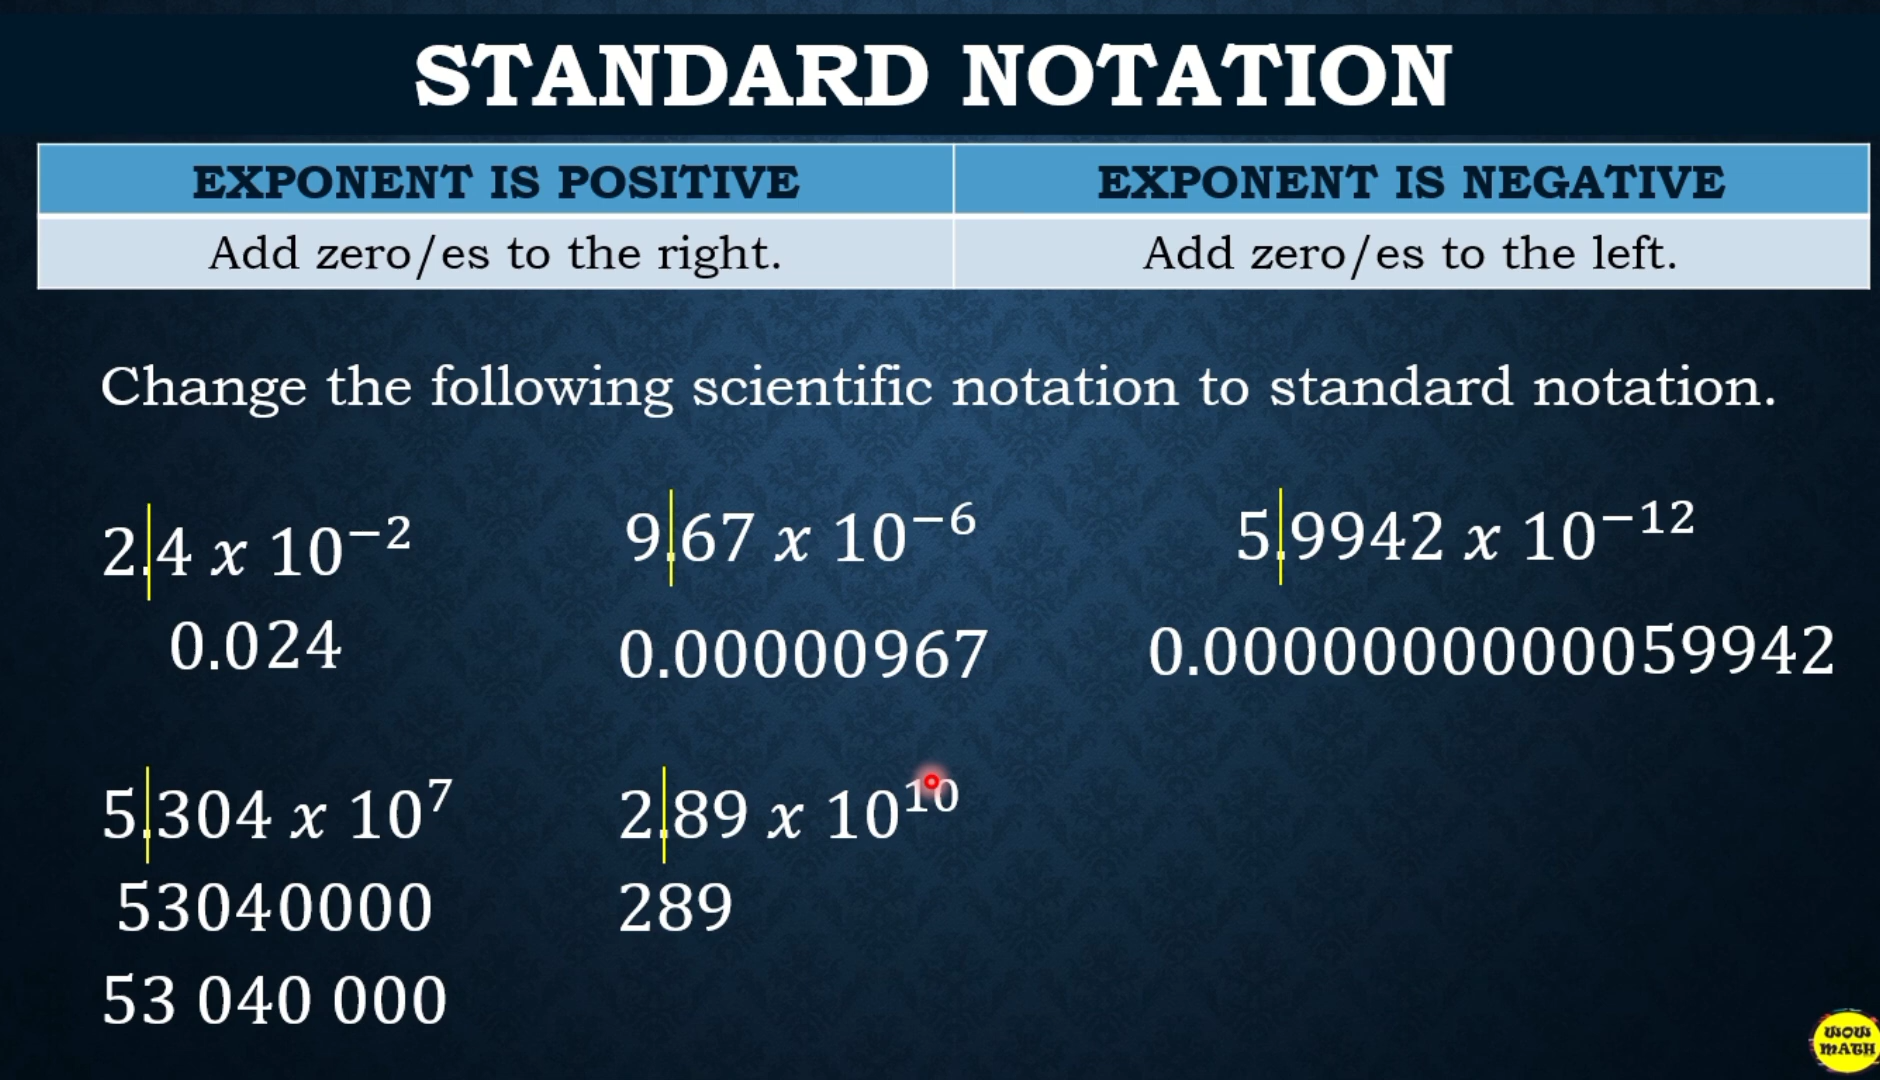 STANDARD NOTATION
EXPONENT IS POSITIVE EXPONENT IS NEGATIVE
Add zero/es to the right. Add zero/es to the left.
Change the following scientific notation to standard notation.
2.4 x 10⁻² 9.67 x 10⁻⁶ 5.9942 x 10⁻¹²
0.024 0.00000967 0.0000000000059942
5.304 x 10⁷ 2.89 x 10¹⁰
53040000 289
53 040 000
WOW
MATH